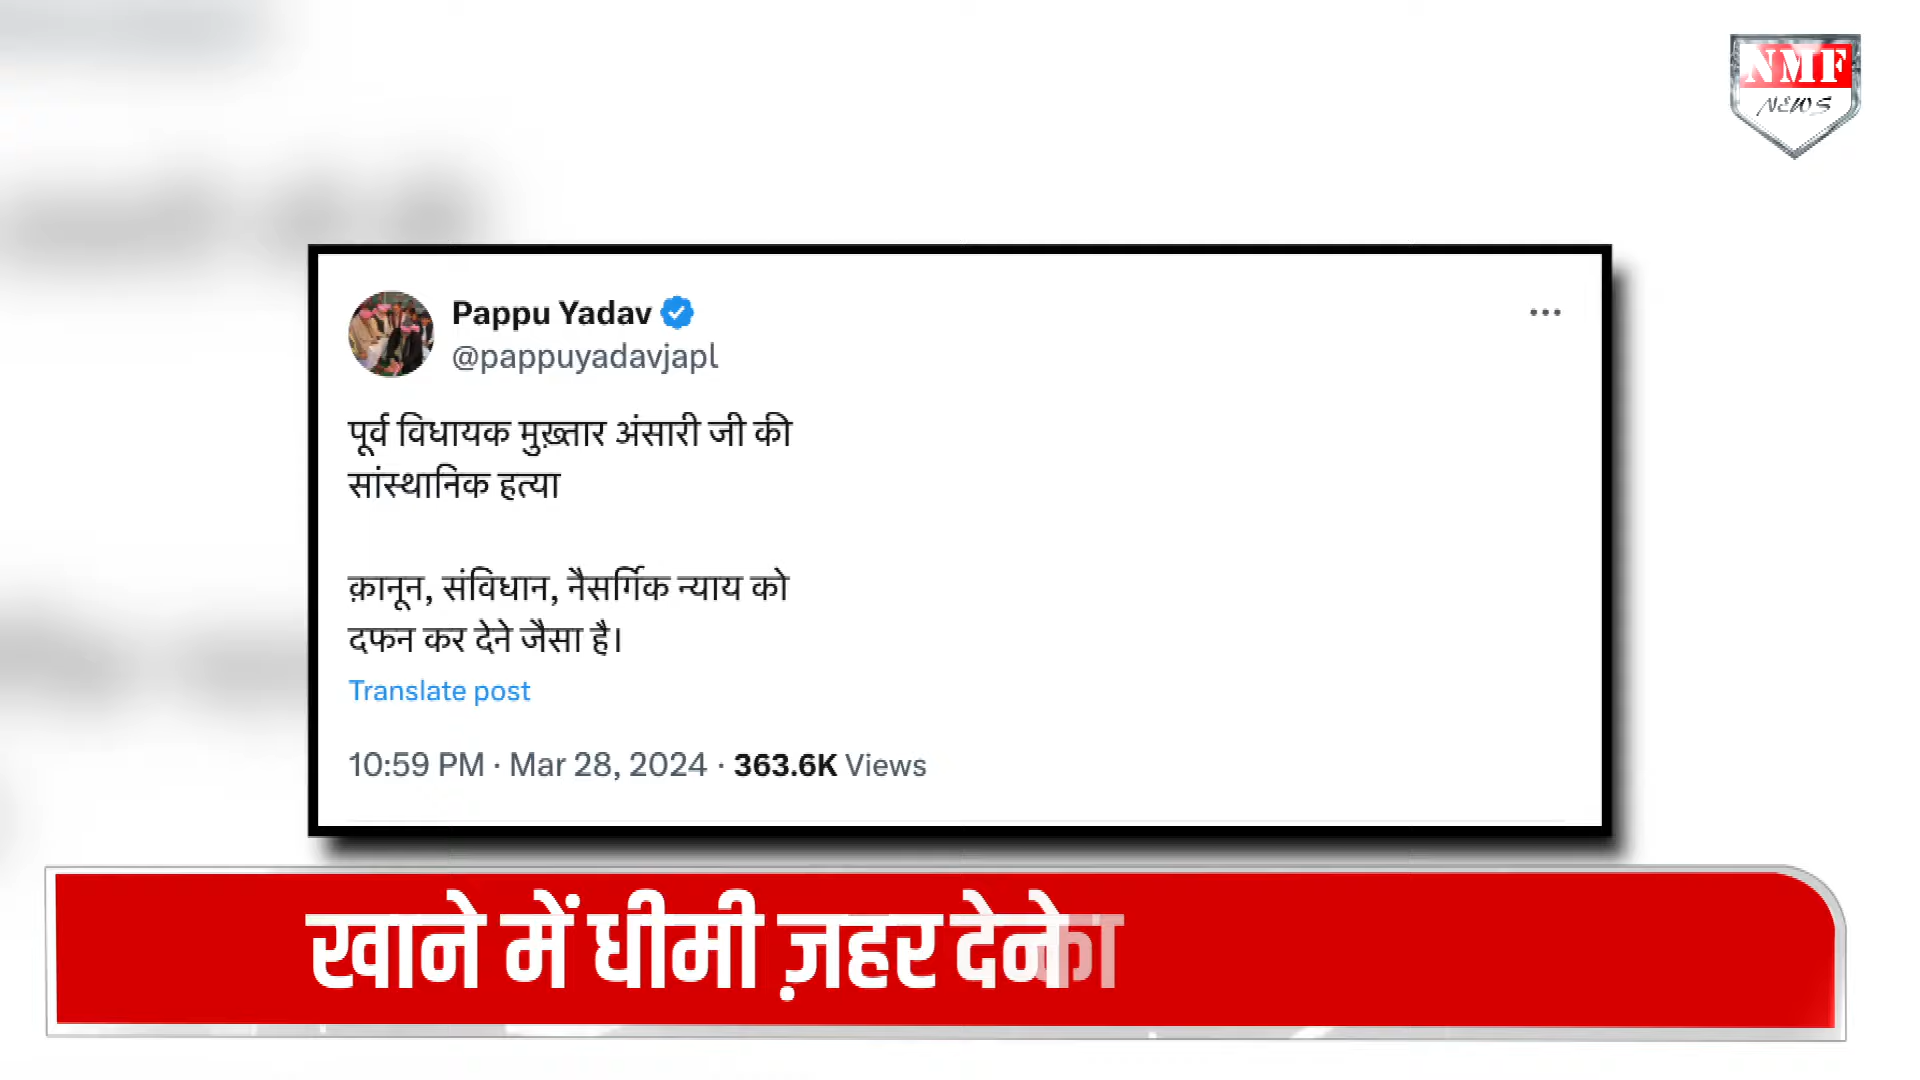 NMF
NEWS
Pappu Yadav
@pappuyadavjapl
पूर्व विधायक मुख़्तार अंसारी जी की
सांस्थानिक हत्या
क़ानून, संविधान, नैसर्गिक न्याय को
दफन कर देने जैसा है।
Translate post
10:59 PM · Mar 28, 2024 · 363.6K Views
खाने में धीमी ज़हर देने का